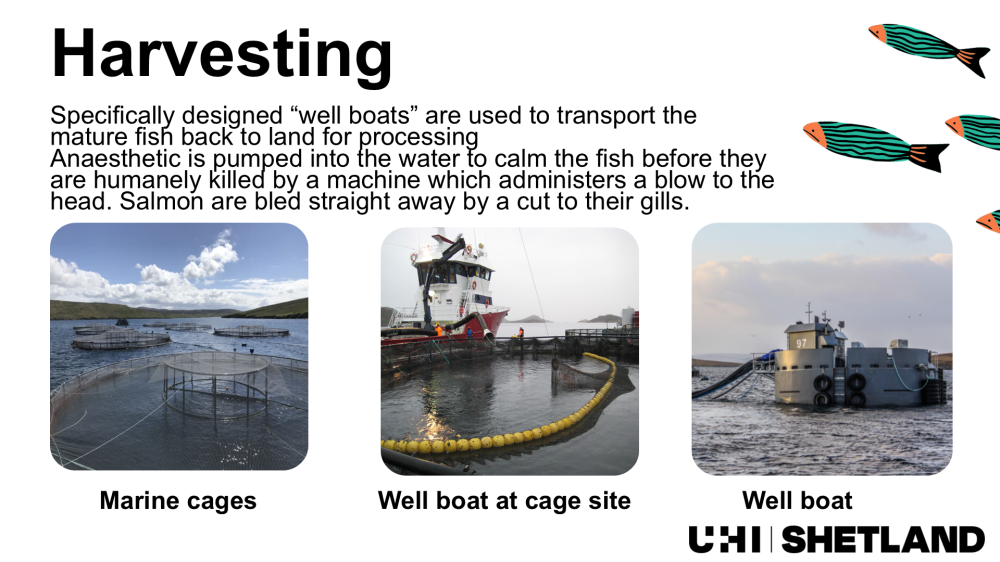 Harvesting
Specifically designed “well boats” are used to transport the
mature fish back to land for processing
Anaesthetic is pumped into the water to calm the fish before they
are humanely killed by a machine which administers a blow to the
head. Salmon are bled straight away by a cut to their gills.
97
Marine cages
Well boat at cage site
Well boat
UHI | SHETLAND